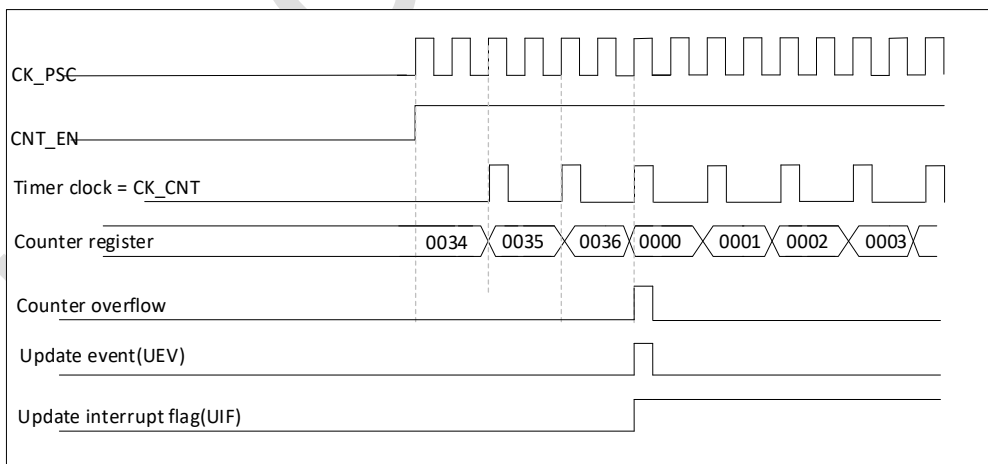 CK_PSC
CNT_EN
Timer clock = CK_CNT
Counter register 0034 0035 0036 0000 0001 0002 0003
Counter overflow
Update event(UEV)
Update interrupt flag(UIF)